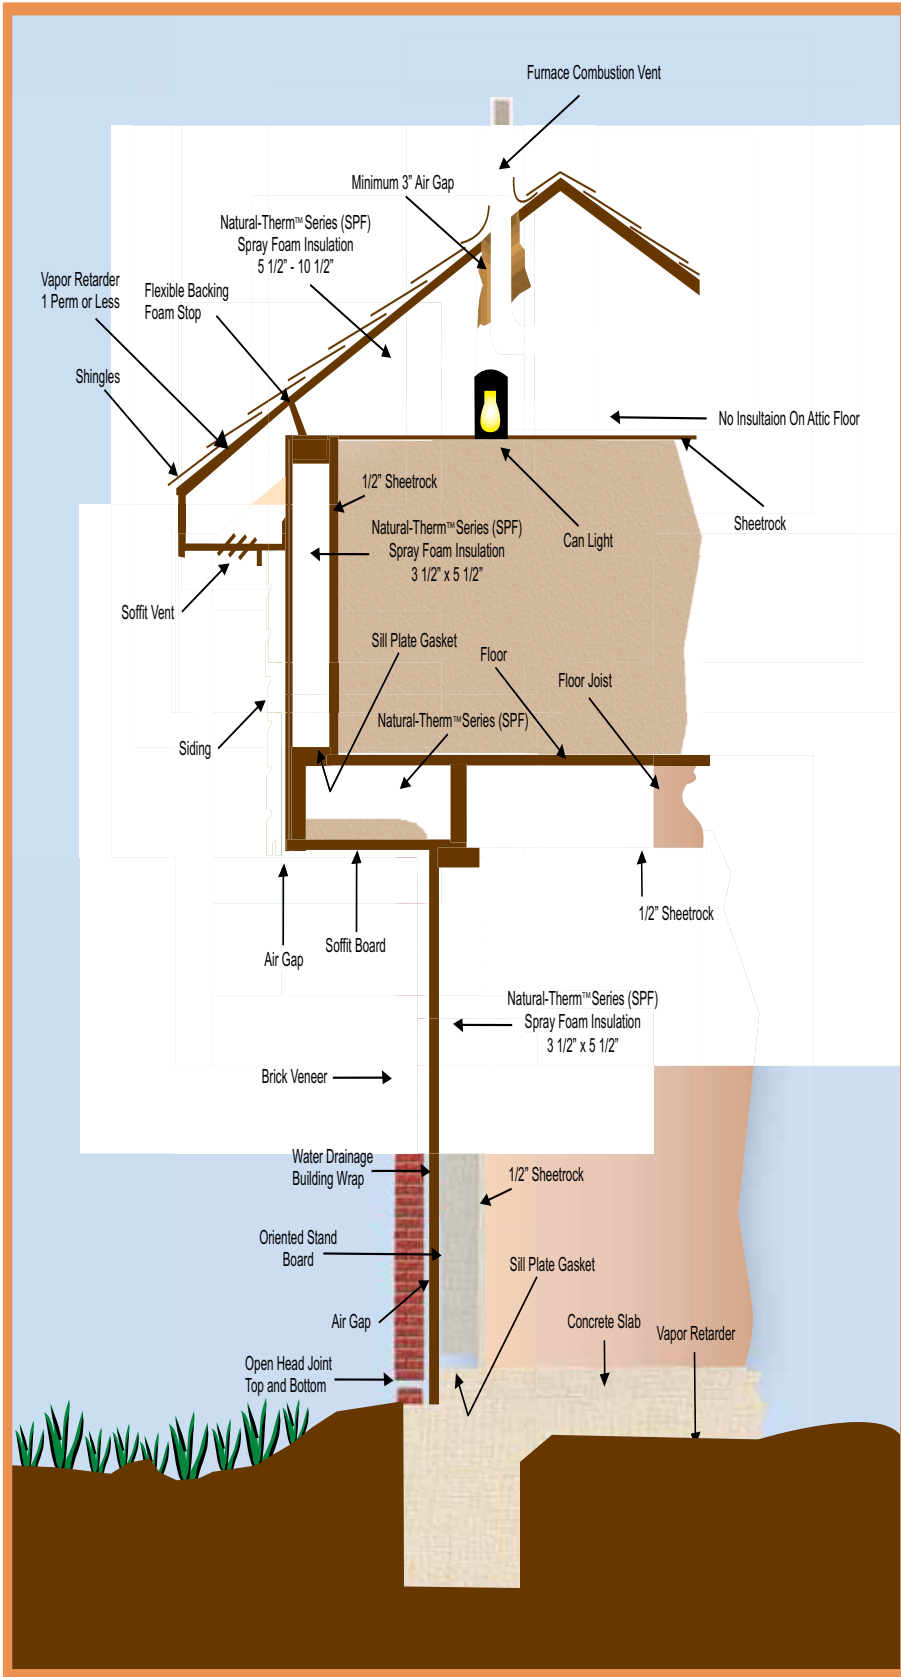 Furnace Combustion Vent
Minimum 3” Air Gap
Natural-Therm™ Series (SPF)
Spray Foam Insulation
5 1/2” - 10 1/2”
Vapor Retarder
1 Perm or Less
Flexible Backing
Foam Stop
Shingles
No Insultaion On Attic Floor
1/2” Sheetrock
Sheetrock
Natural-Therm™ Series (SPF)
Spray Foam Insulation
3 1/2” x 5 1/2”
Can Light
Soffit Vent
Sill Plate Gasket
Floor
Floor Joist
Natural-Therm™ Series (SPF)
Siding
1/2” Sheetrock
Soffit Board
Air Gap
Natural-Therm™ Series (SPF)
Spray Foam Insulation
3 1/2” x 5 1/2”
Brick Veneer
Water Drainage
Building Wrap
1/2” Sheetrock
Oriented Stand
Board
Sill Plate Gasket
Air Gap
Concrete Slab
Vapor Retarder
Open Head Joint
Top and Bottom